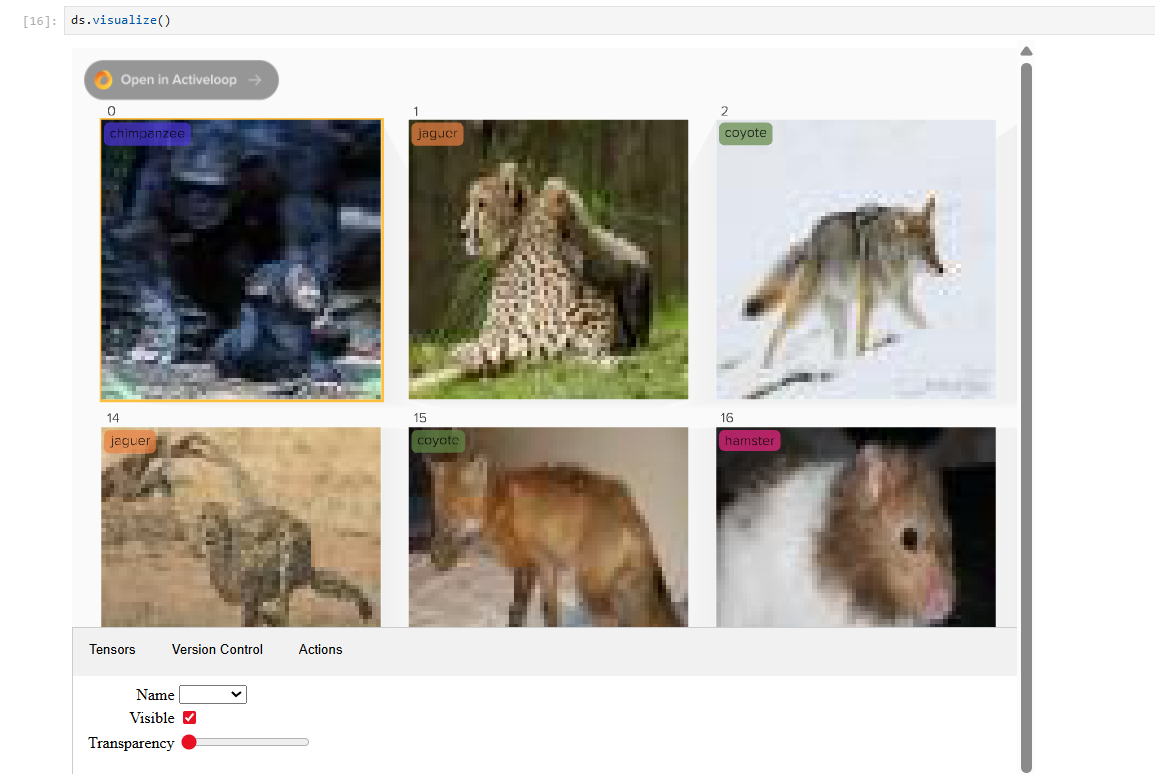 [16]: ds.visualize()
Open in Activeloop →
0 1 2
chimpanzee jaguer coyote
14 15 16
jaguer coyote hamster
Tensors Version Control Actions
Name
Visible
Transparency